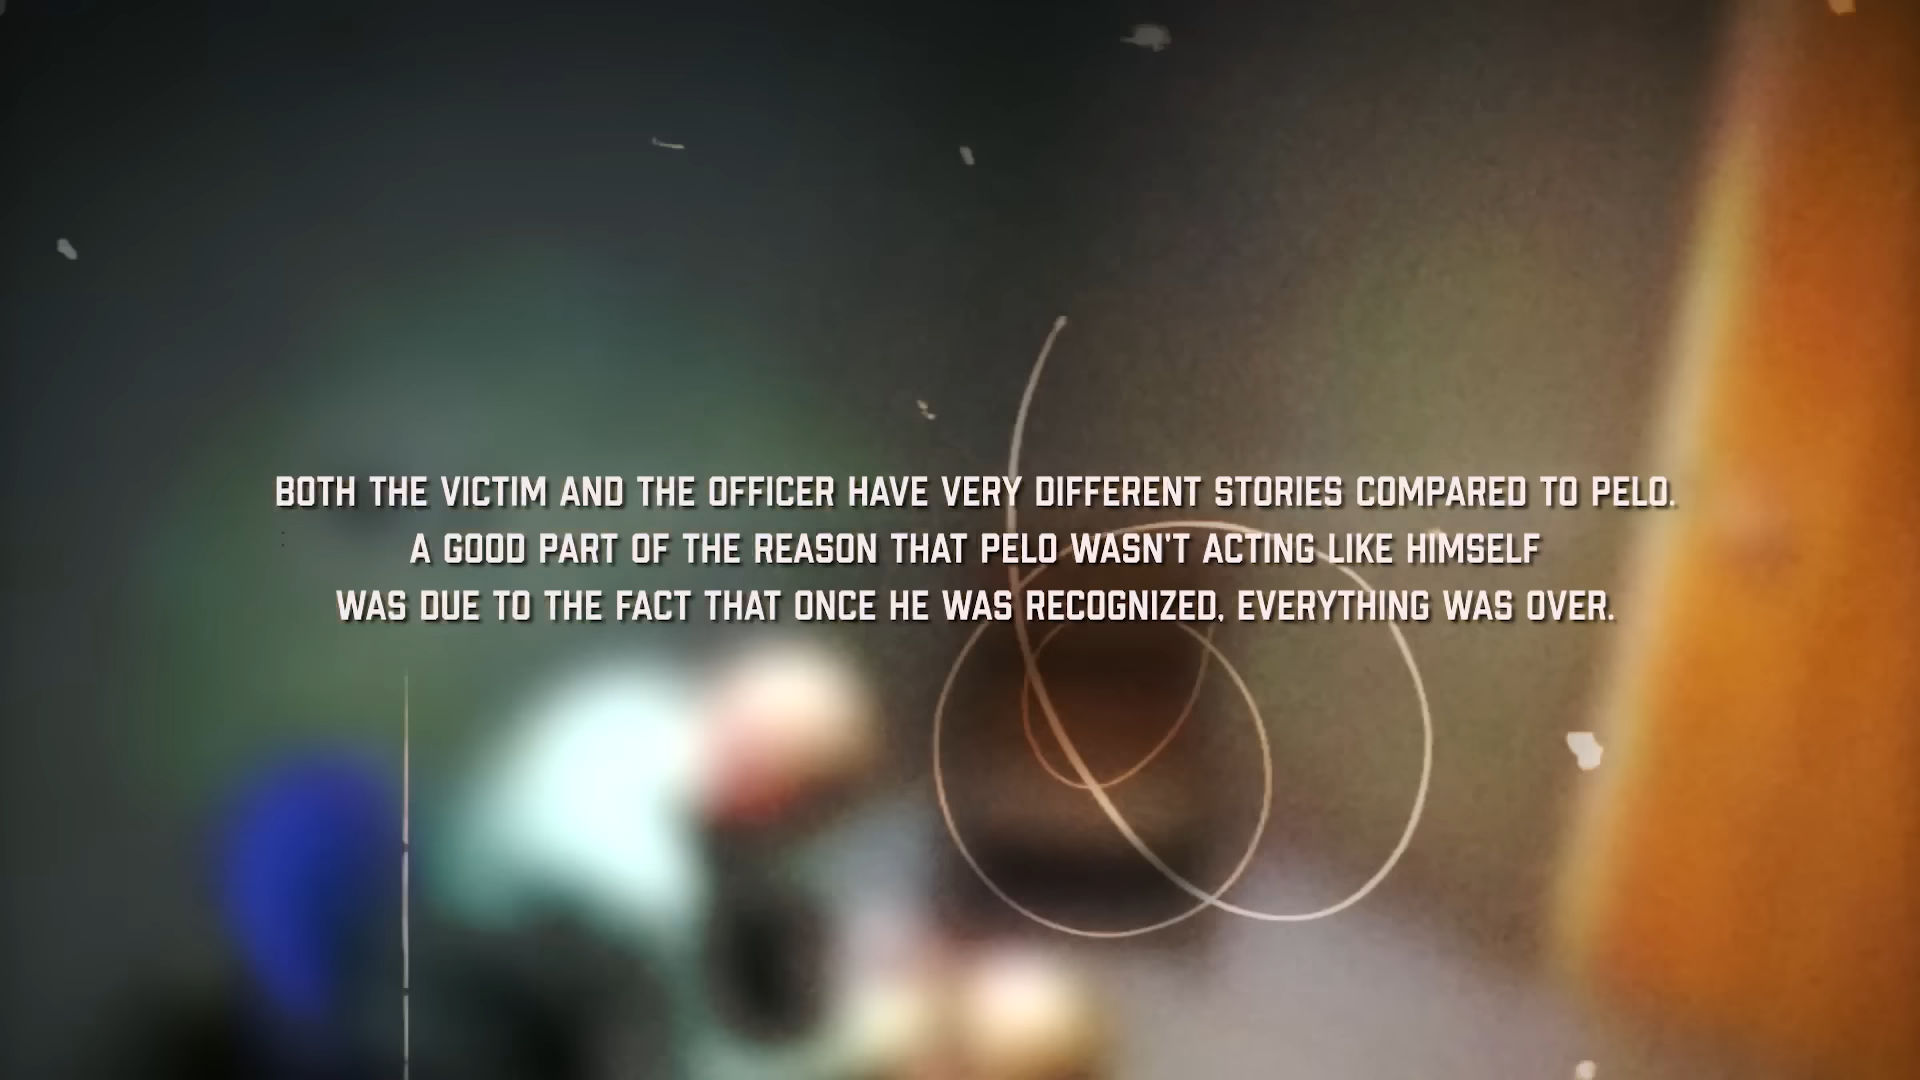 BOTH THE VICTIM AND THE OFFICER HAVE VERY DIFFERENT STORIES COMPARED TO PELO.
A GOOD PART OF THE REASON THAT PELO WASN'T ACTING LIKE HIMSELF
WAS DUE TO THE FACT THAT ONCE HE WAS RECOGNIZED, EVERYTHING WAS OVER.